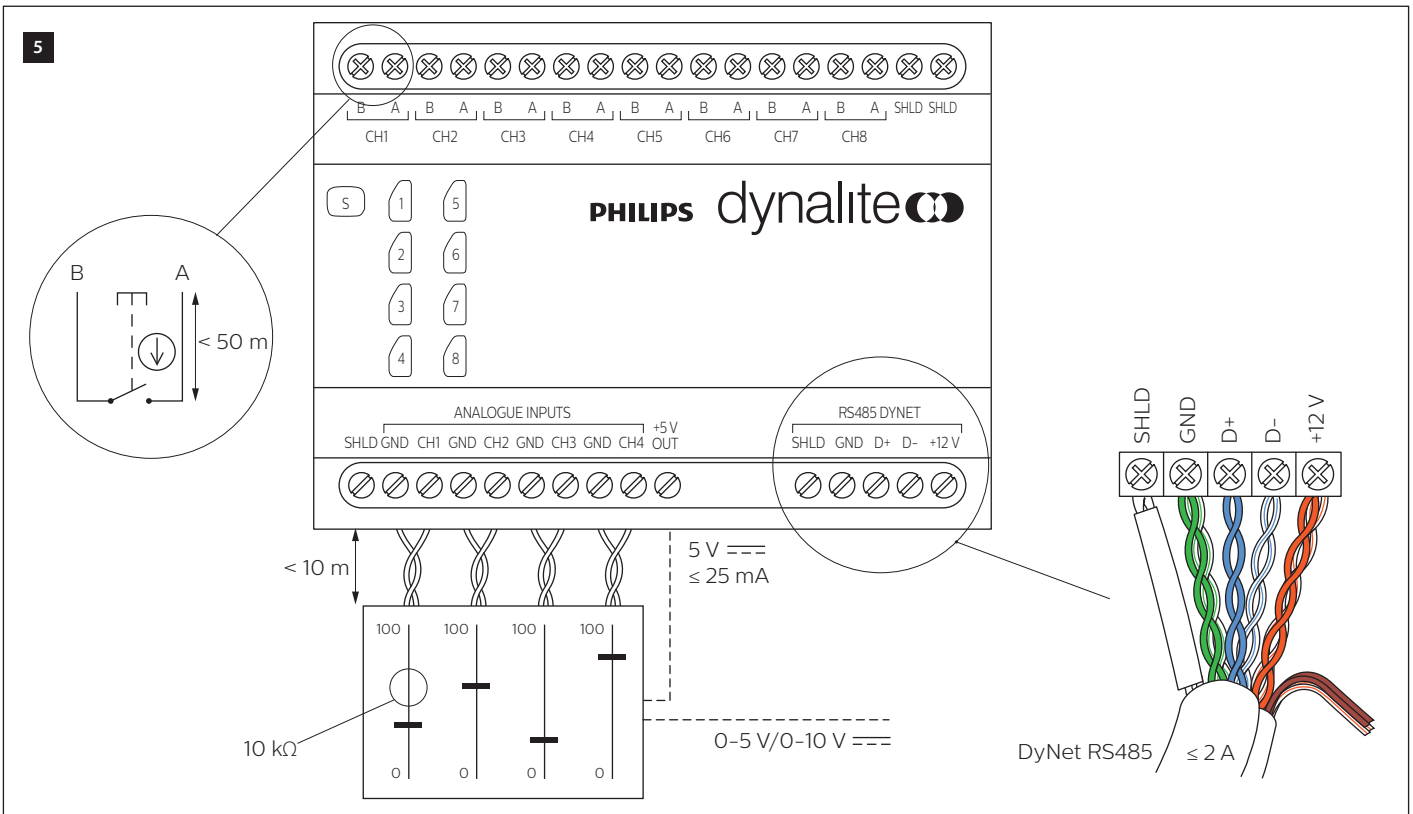 5
B A B A B A B A B A B A B A B A SHLD SHLD
CH1 CH2 CH3 CH4 CH5 CH6 CH7 CH8
S 1 5
PHILIPS dynalite
2 6
3 7
4 8
B A
< 50 m
ANALOGUE INPUTS
SHLD GND CH1 GND CH2 GND CH3 GND CH4
+5 V
OUT
RS485 DYNET
SHLD GND D+ D- +12 V
SHLD
GND
D+
D-
+12 V
< 10 m
5 V
≤ 25 mA
100 100 100 100
0 0 0 0
10 kΩ
0-5 V/0-10 V
DyNet RS485 ≤ 2 A